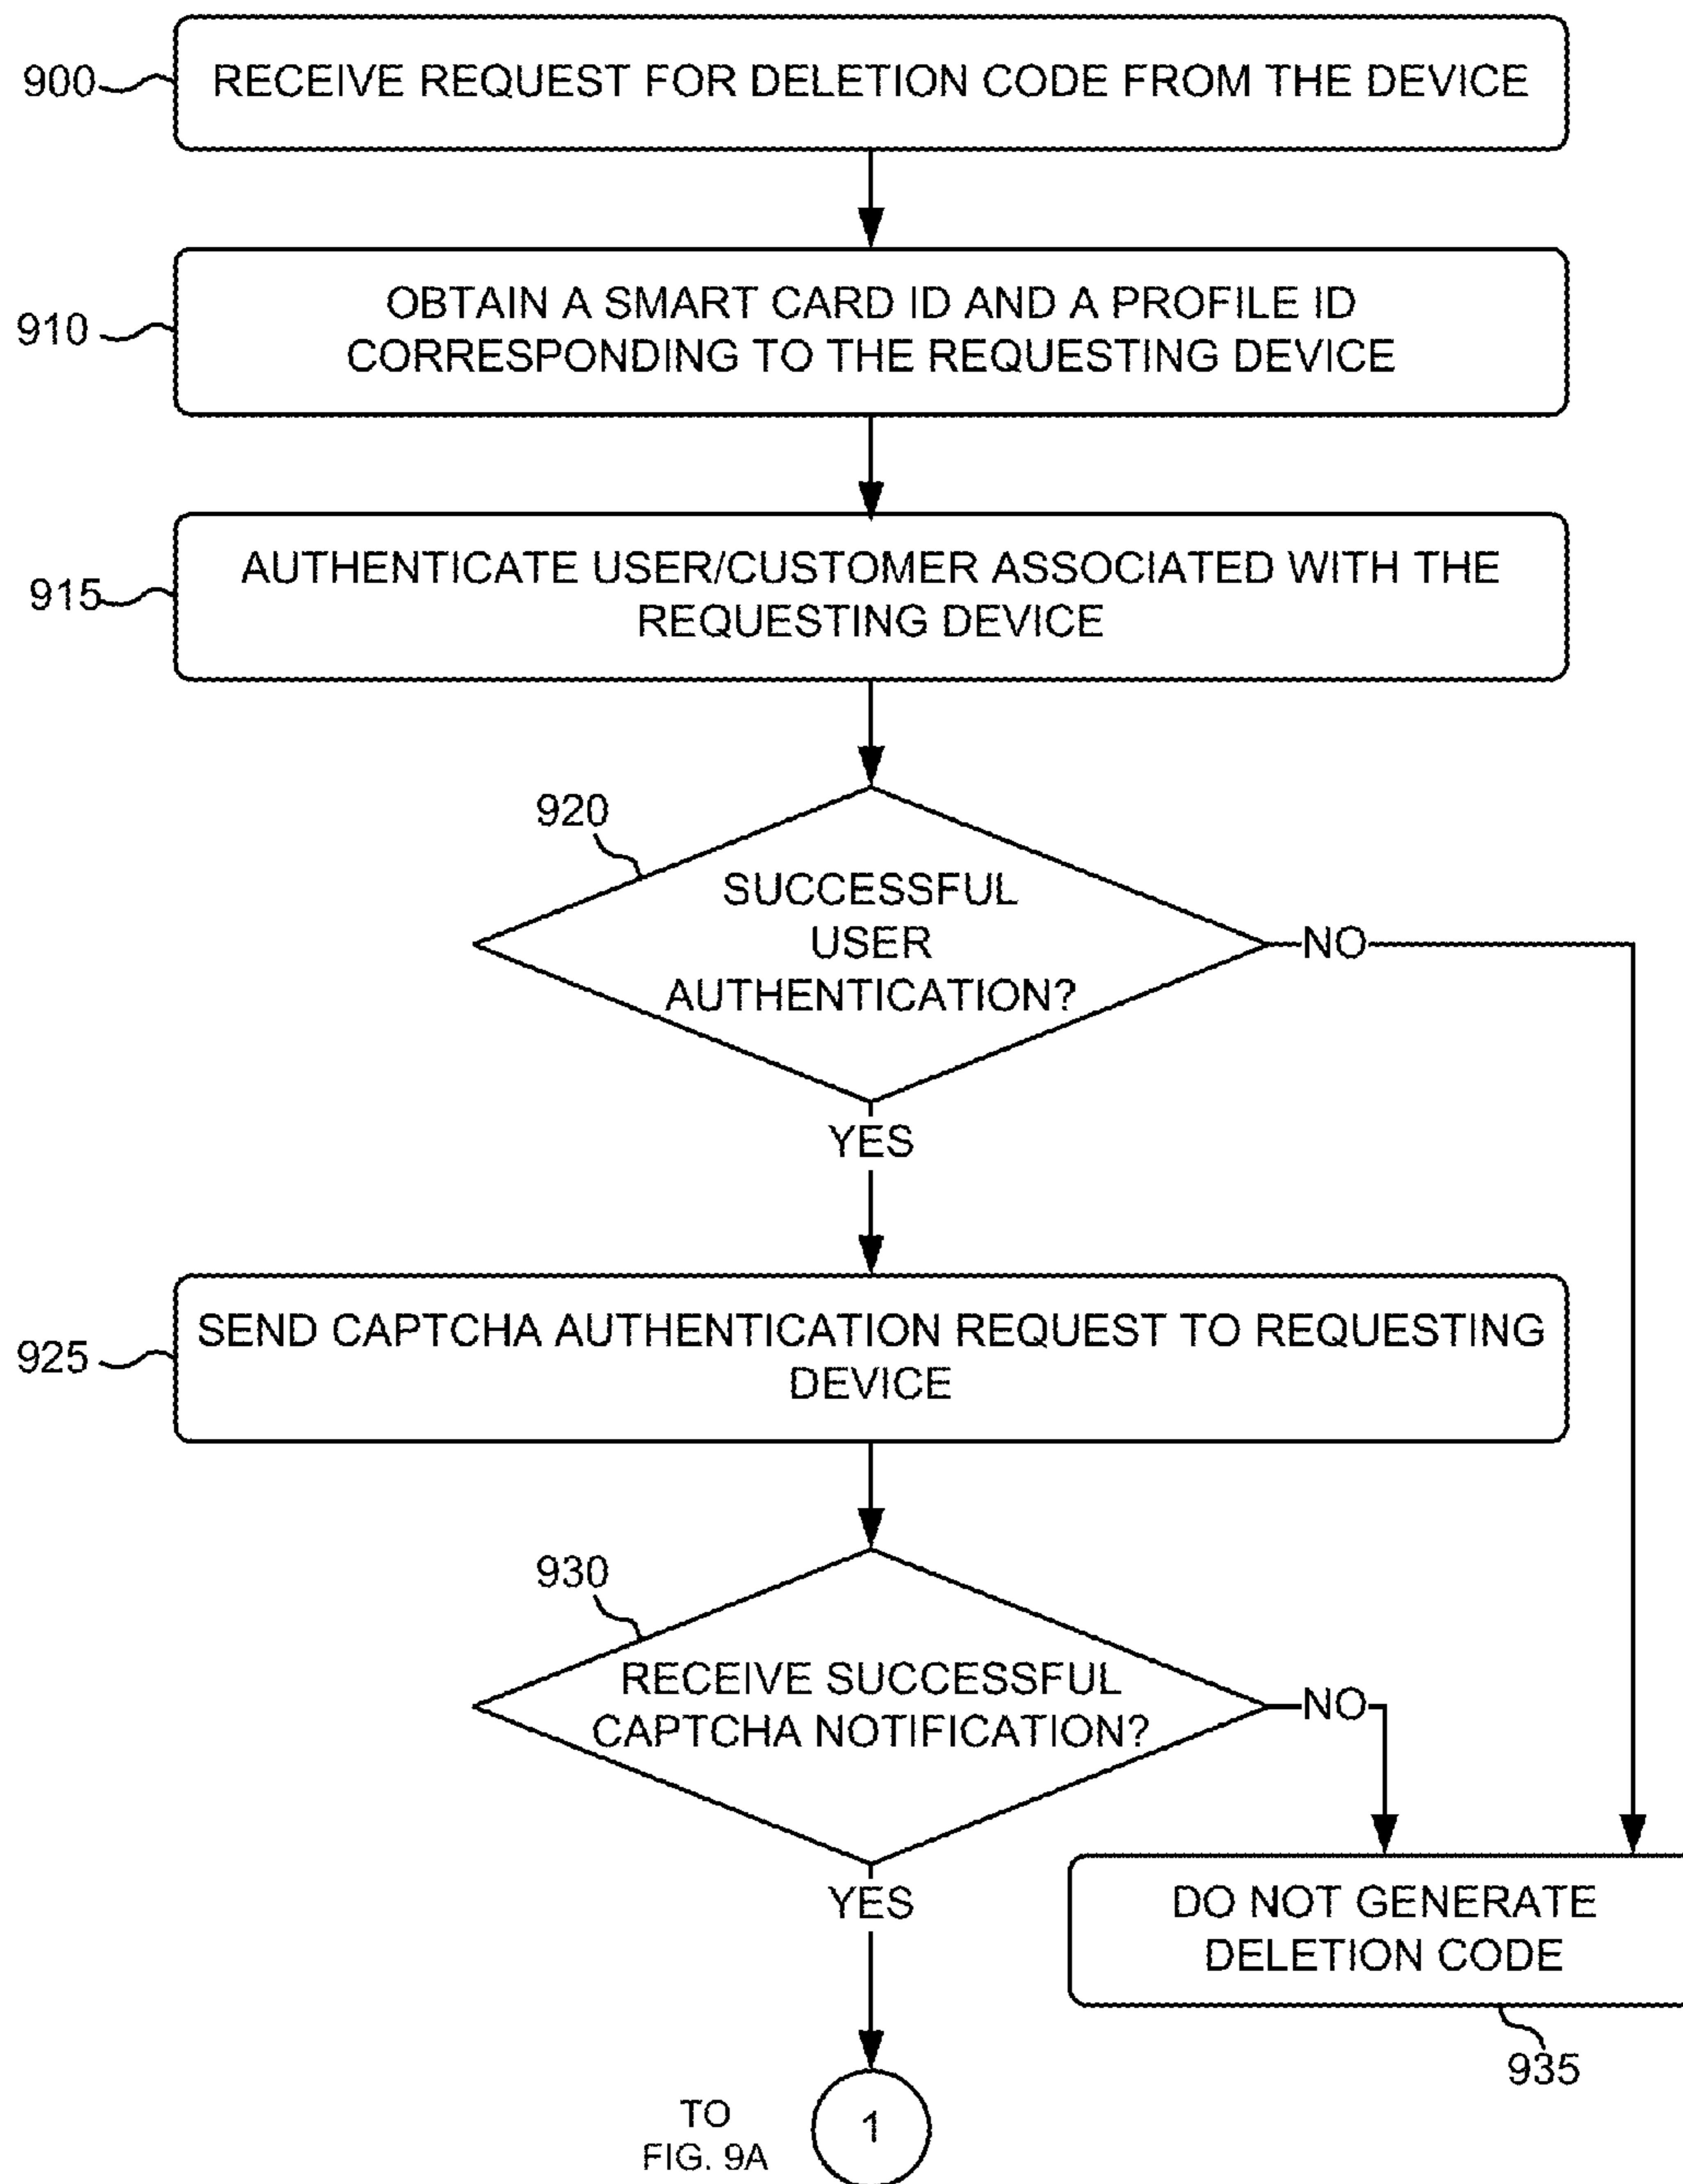 900
RECEIVE REQUEST FOR DELETION CODE FROM THE DEVICE
910
OBTAIN A SMART CARD ID AND A PROFILE ID
CORRESPONDING TO THE REQUESTING DEVICE
915
AUTHENTICATE USER/CUSTOMER ASSOCIATED WITH THE
REQUESTING DEVICE
920
SUCCESSFUL
USER
AUTHENTICATION?
NO
YES
925
SEND CAPTCHA AUTHENTICATION REQUEST TO REQUESTING
DEVICE
930
RECEIVE SUCCESSFUL
CAPTCHA NOTIFICATION?
NO
YES
DO NOT GENERATE
DELETION CODE
935
TO
FIG. 9A
1